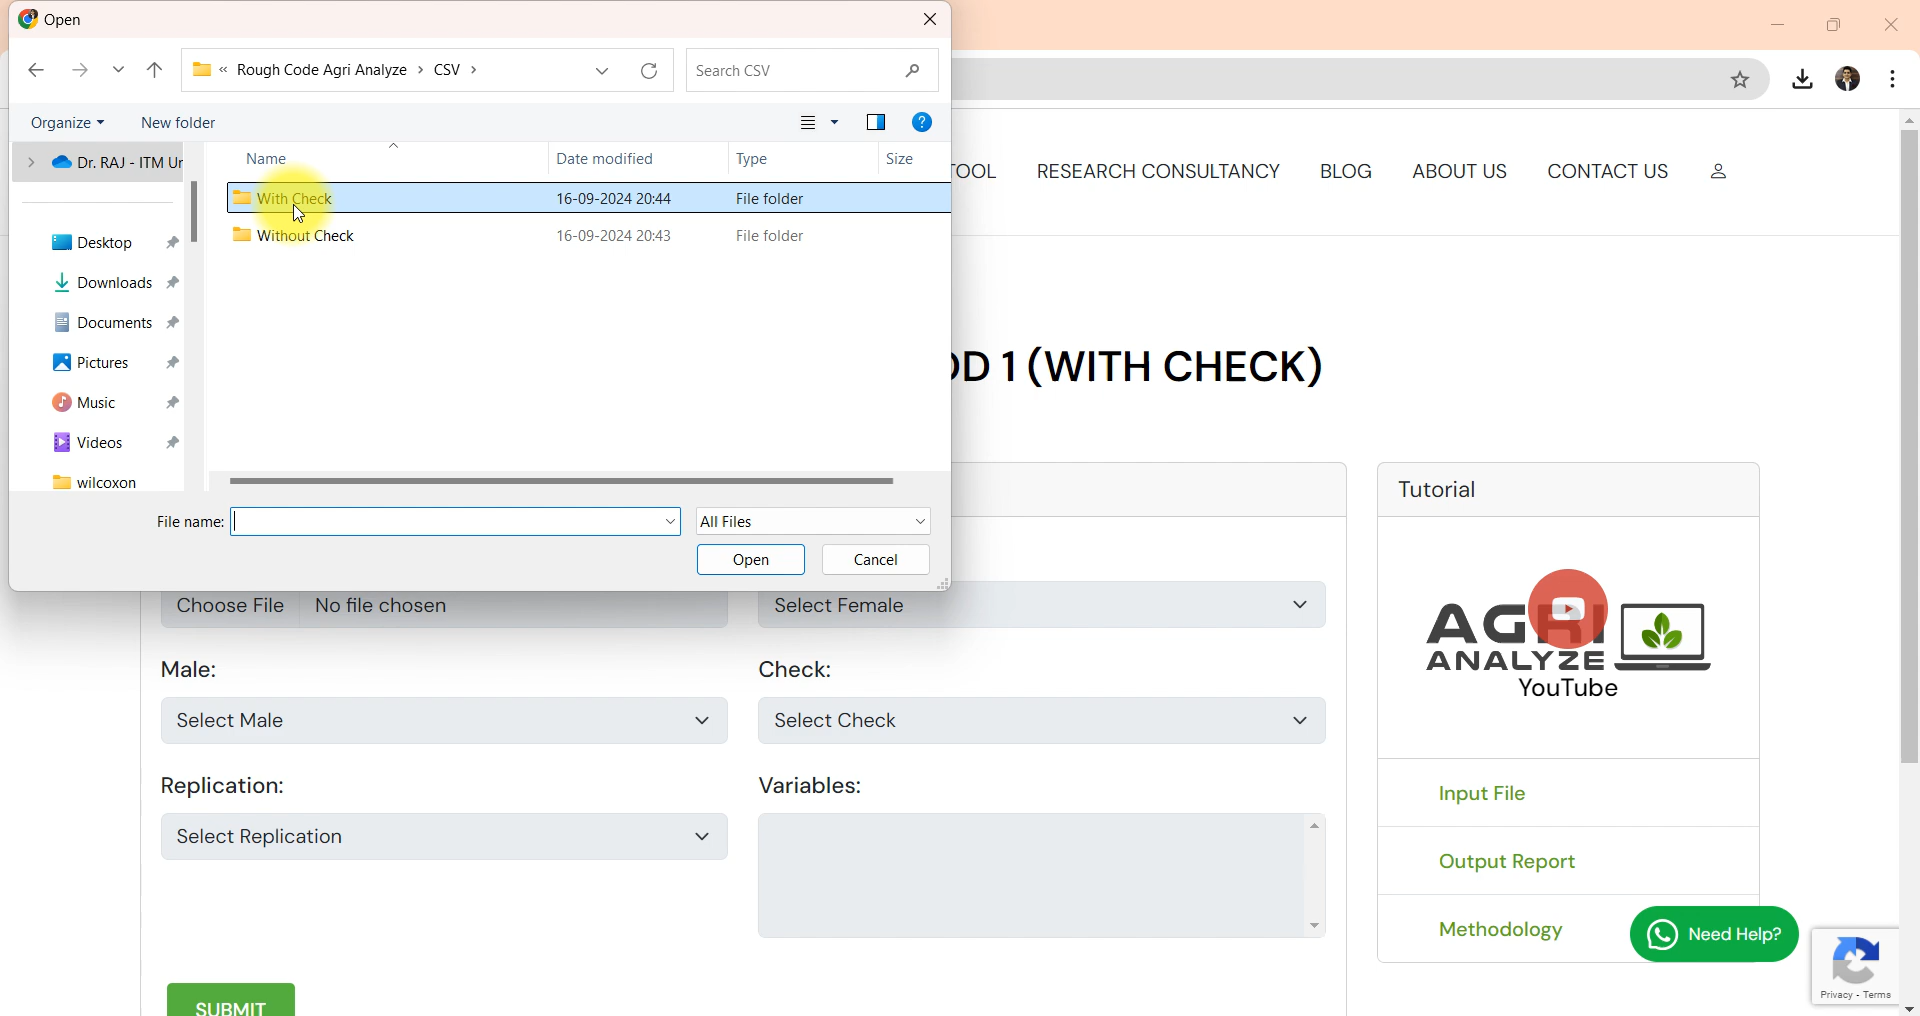 Open
« Rough Code Agri Analyze > CSV >
Search CSV
Organize
New folder
Dr. RAJ - ITM Ur
Name
Date modified
Type
Size
With Check
16-09-2024 20:44
File folder
Without Check
16-09-2024 20:43
File folder
Desktop
Downloads
Documents
Pictures
Music
Videos
wilcoxon
File name:
All Files
Open
Cancel
RESEARCH CONSULTANCY
BLOG
ABOUT US
CONTACT US
1 (WITH CHECK)
Choose File
No file chosen
Select Female
Male:
Check:
Select Male
Select Check
Replication:
Variables:
Select Replication
SUBMIT
Tutorial
AGRI
ANALYZE
YouTube
Input File
Output Report
Methodology
Need Help?
Privacy - Terms